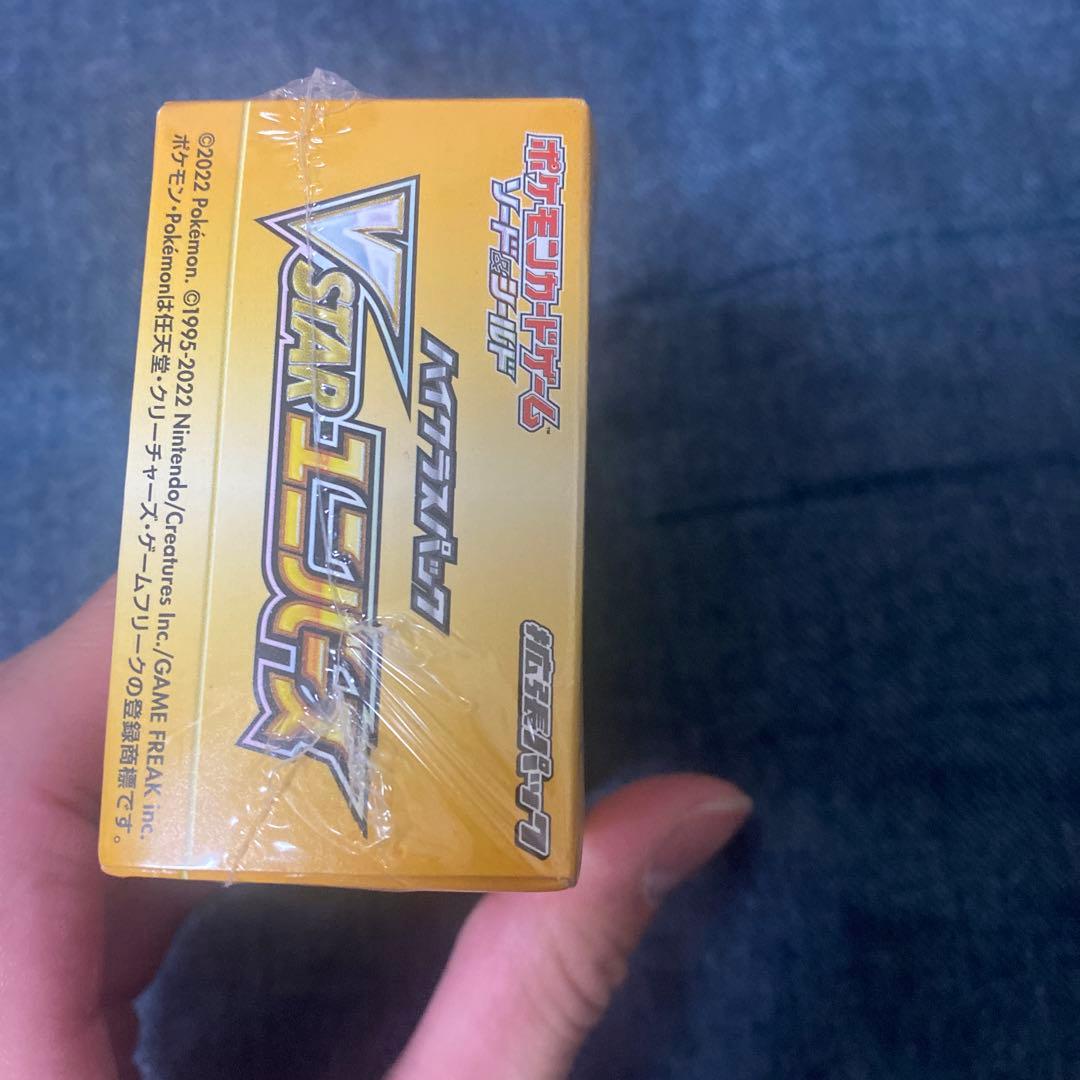 ポケモンカードゲーム™
ソード&シールド
拡張パック
ハイクラスパック
VSTARユニバース
©2022 Pokémon. ©1995-2022 Nintendo/Creatures Inc./GAME FREAK inc.
ポケモン・Pokémonは任天堂・クリーチャーズ・ゲームフリークの登録商標です。